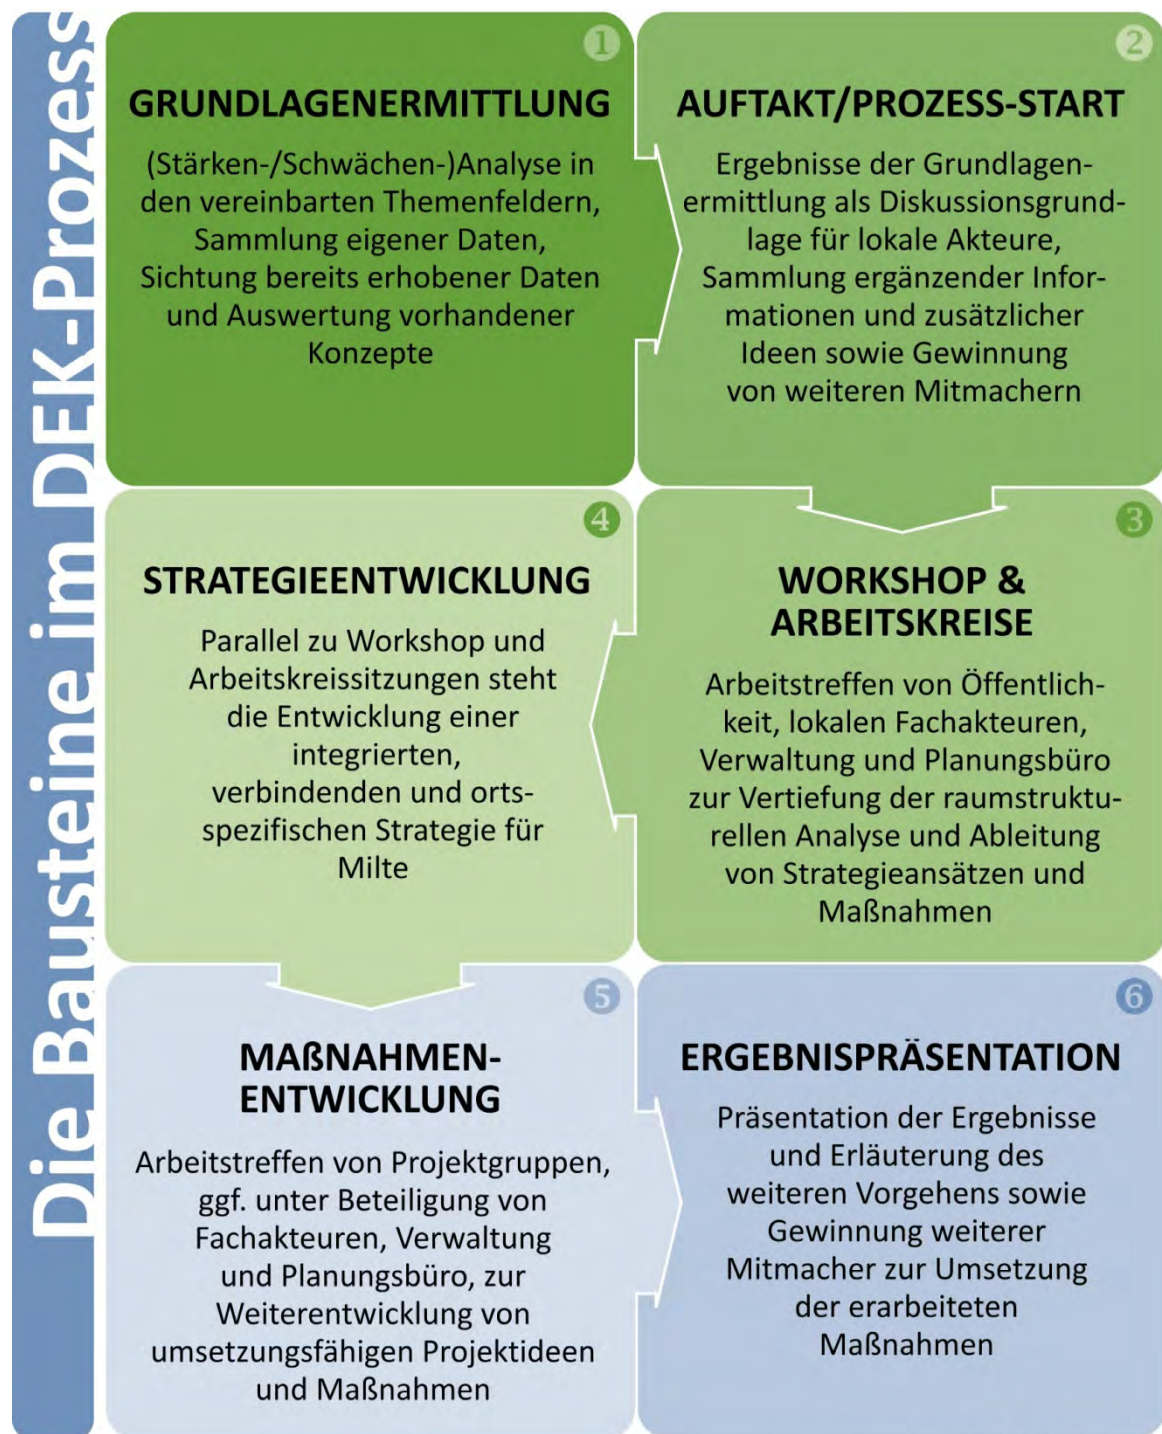 Die Bausteine im DEK-Prozess
1
GRUNDLAGENERMITTLUNG
(Stärken-/Schwächen-)Analyse in
den vereinbarten Themenfeldern,
Sammlung eigener Daten,
Sichtung bereits erhobener Daten
und Auswertung vorhandener
Konzepte
2
AUFTAKT/PROZESS-START
Ergebnisse der Grundlagen-
ermittlung als Diskussionsgrund-
lage für lokale Akteure,
Sammlung ergänzender Infor-
mationen und zusätzlicher
Ideen sowie Gewinnung
von weiteren Mitmachern
3
WORKSHOP &
ARBEITSKREISE
Arbeitstreffen von Öffentlich-
keit, lokalen Fachakteuren,
Verwaltung und Planungsbüro
zur Vertiefung der raumstruktu-
rellen Analyse und Ableitung
von Strategieansätzen und
Maßnahmen
4
STRATEGIEENTWICKLUNG
Parallel zu Workshop und
Arbeitskreissitzungen steht
die Entwicklung einer
integrierten,
verbindenden und orts-
spezifischen Strategie für
Milte
5
MAßNAHMEN-
ENTWICKLUNG
Arbeitstreffen von Projektgruppen,
ggf. unter Beteiligung von
Fachakteuren, Verwaltung
und Planungsbüro, zur
Weiterentwicklung von
umsetzungsfähigen Projektideen
und Maßnahmen
6
ERGEBNISPRÄSENTATION
Präsentation der Ergebnisse
und Erläuterung des
weiteren Vorgehens sowie
Gewinnung weiterer
Mitmacher zur Umsetzung
der erarbeiteten
Maßnahmen